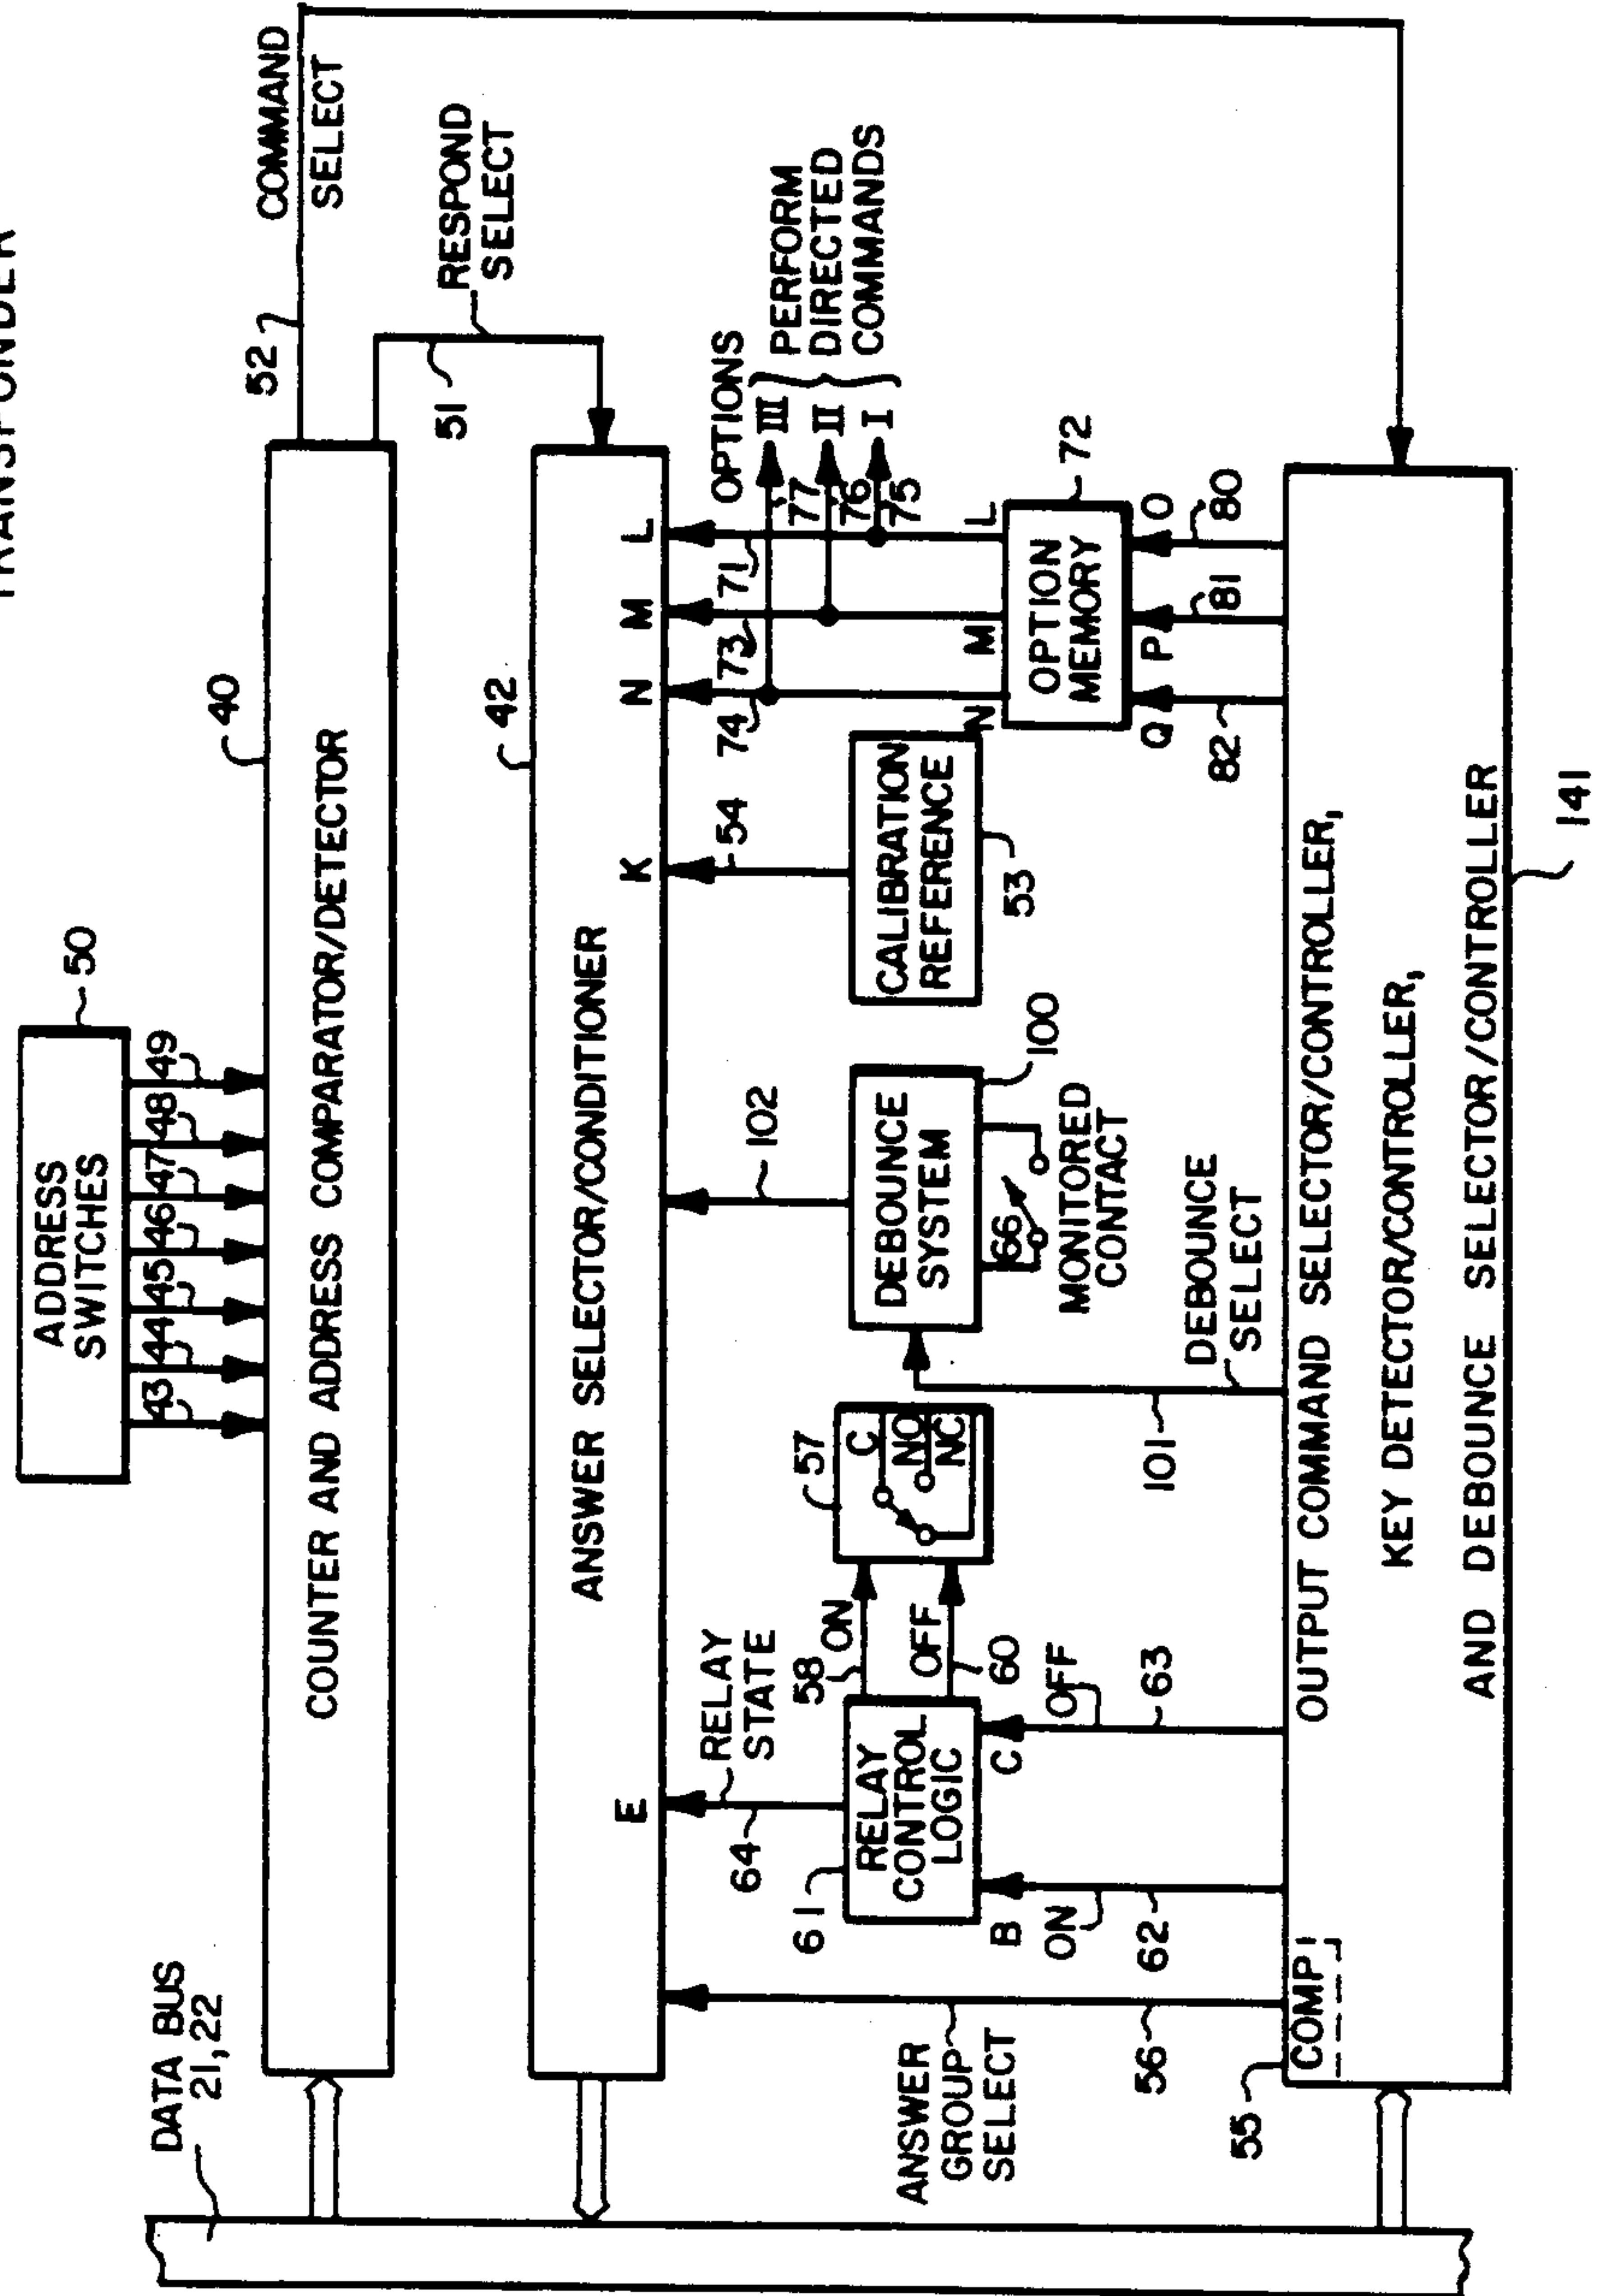 TRANSPONDER
DATA BUS
21,22
ADDRESS
SWITCHES
50
43
44
45
46
47
48
49
40
COUNTER AND ADDRESS COMPARATOR/DETECTOR
52
COMMAND
SELECT
51
RESPOND
SELECT
42
ANSWER SELECTOR/CONDITIONER
E
K
N
M
L
OPTIONS
III
II
I
PERFORM
DIRECTED
COMMANDS
64
RELAY
STATE
102
54
74
73
71
77
76
75
61
RELAY
CONTROL
LOGIC
58
ON
OFF
60
57
C
NO
NC
DEBOUNCE
SYSTEM
100
66
MONITORED
CONTACT
CALIBRATION
REFERENCE
53
N
M
L
OPTION
MEMORY
72
ANSWER
GROUP
SELECT
56
B
ON
62
C
OFF
63
101
DEBOUNCE
SELECT
Q
P
O
82
81
80
55
COMP
OUTPUT COMMAND SELECTOR/CONTROLLER,
KEY DETECTOR/CONTROLLER,
AND DEBOUNCE SELECTOR/CONTROLLER
141